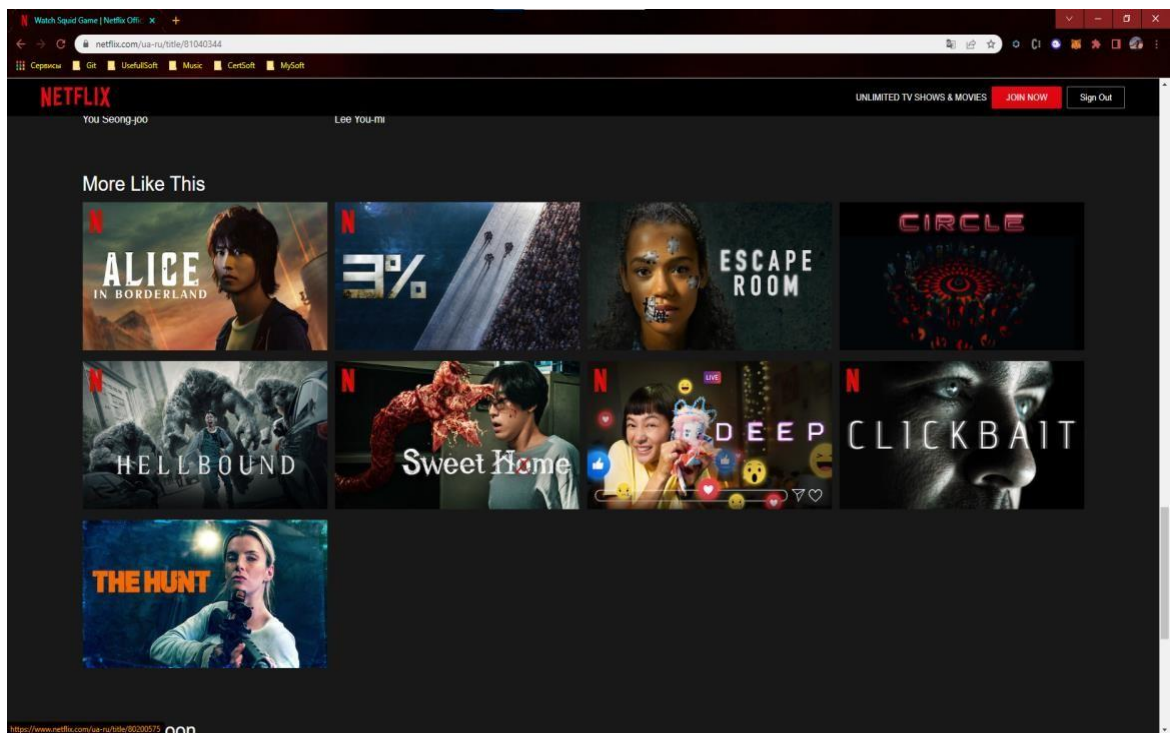 Watch Squid Game | Netflix Offic
netflix.com/ua-ru/title/81040344
Сервисы Git UsefullSoft Music CertSoft MySoft
NETFLIX UNLIMITED TV SHOWS & MOVIES JOIN NOW Sign Out
You Seong-joo Lee You-mi
More Like This
N ALICE IN BORDERLAND
N 3%
ESCAPE ROOM
CIRCLE
N HELLBOUND
N Sweet Home
N LIVE DEEP
N CLICKBAIT
THE HUNT
https://www.netflix.com/ua-ru/title/80200575